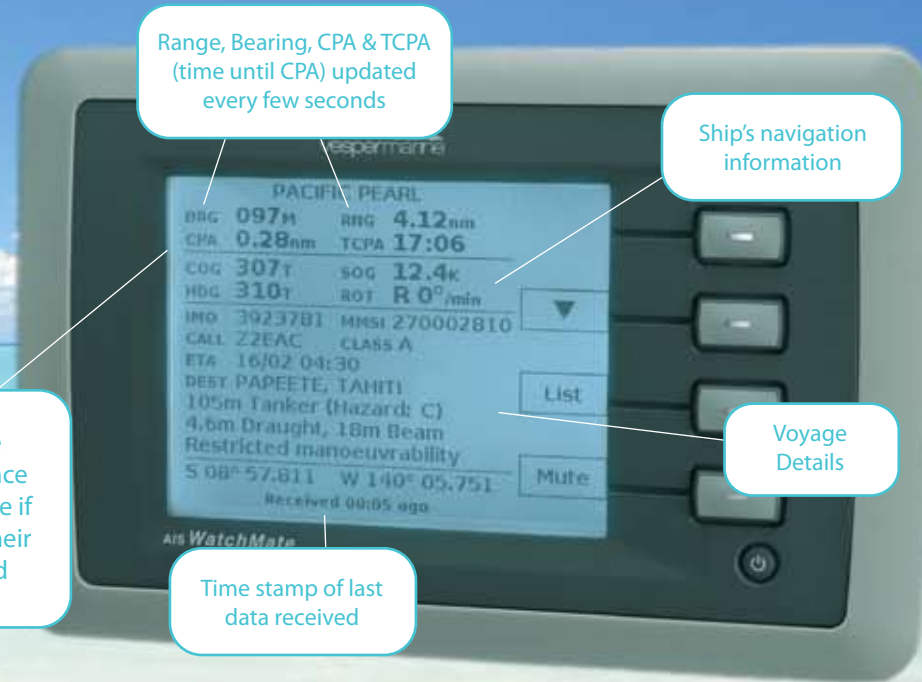 Range, Bearing, CPA & TCPA
(time until CPA) updated
every few seconds
Ship's navigation
information
vespermarine
PACIFIC PEARL
BRG 097M RNG 4.12nm
CPA 0.28nm TCPA 17:06
COG 307T SOG 12.4K
HDG 310T ROT R 0°/min
IMO 3923781 MMSI 270002810
CALL Z2EAC CLASS A
ETA 16/02 04:30
DEST PAPEETE, TAHITI
105m Tanker (Hazard: C)
4.6m Draught, 18m Beam
Restricted manoeuvrability
S 08° 57.811 W 140° 05.751
Received 00:05 ago
▼
List
Mute
Voyage
Details
e if
AIS WatchMate
Time stamp of last
data received